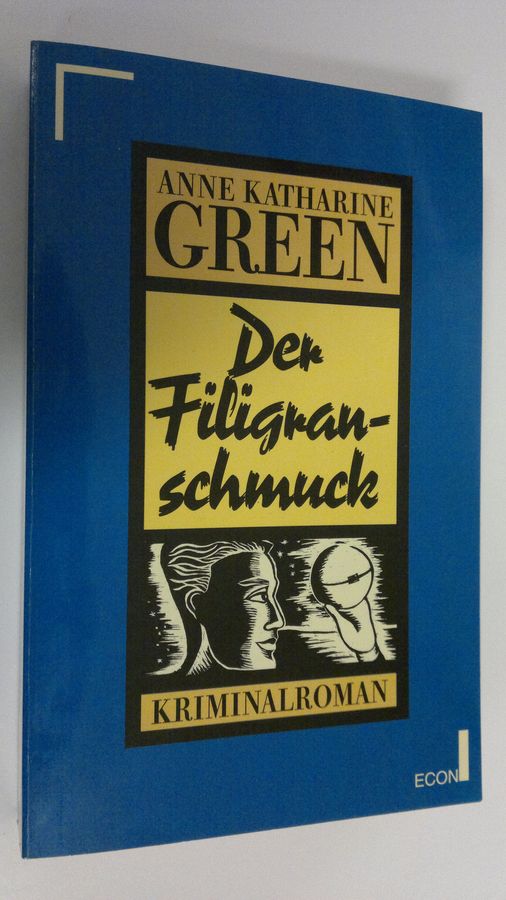 ANNE KATHARINE
GREEN
Der
Filigran-
schmuck
KRIMINALROMAN
ECON